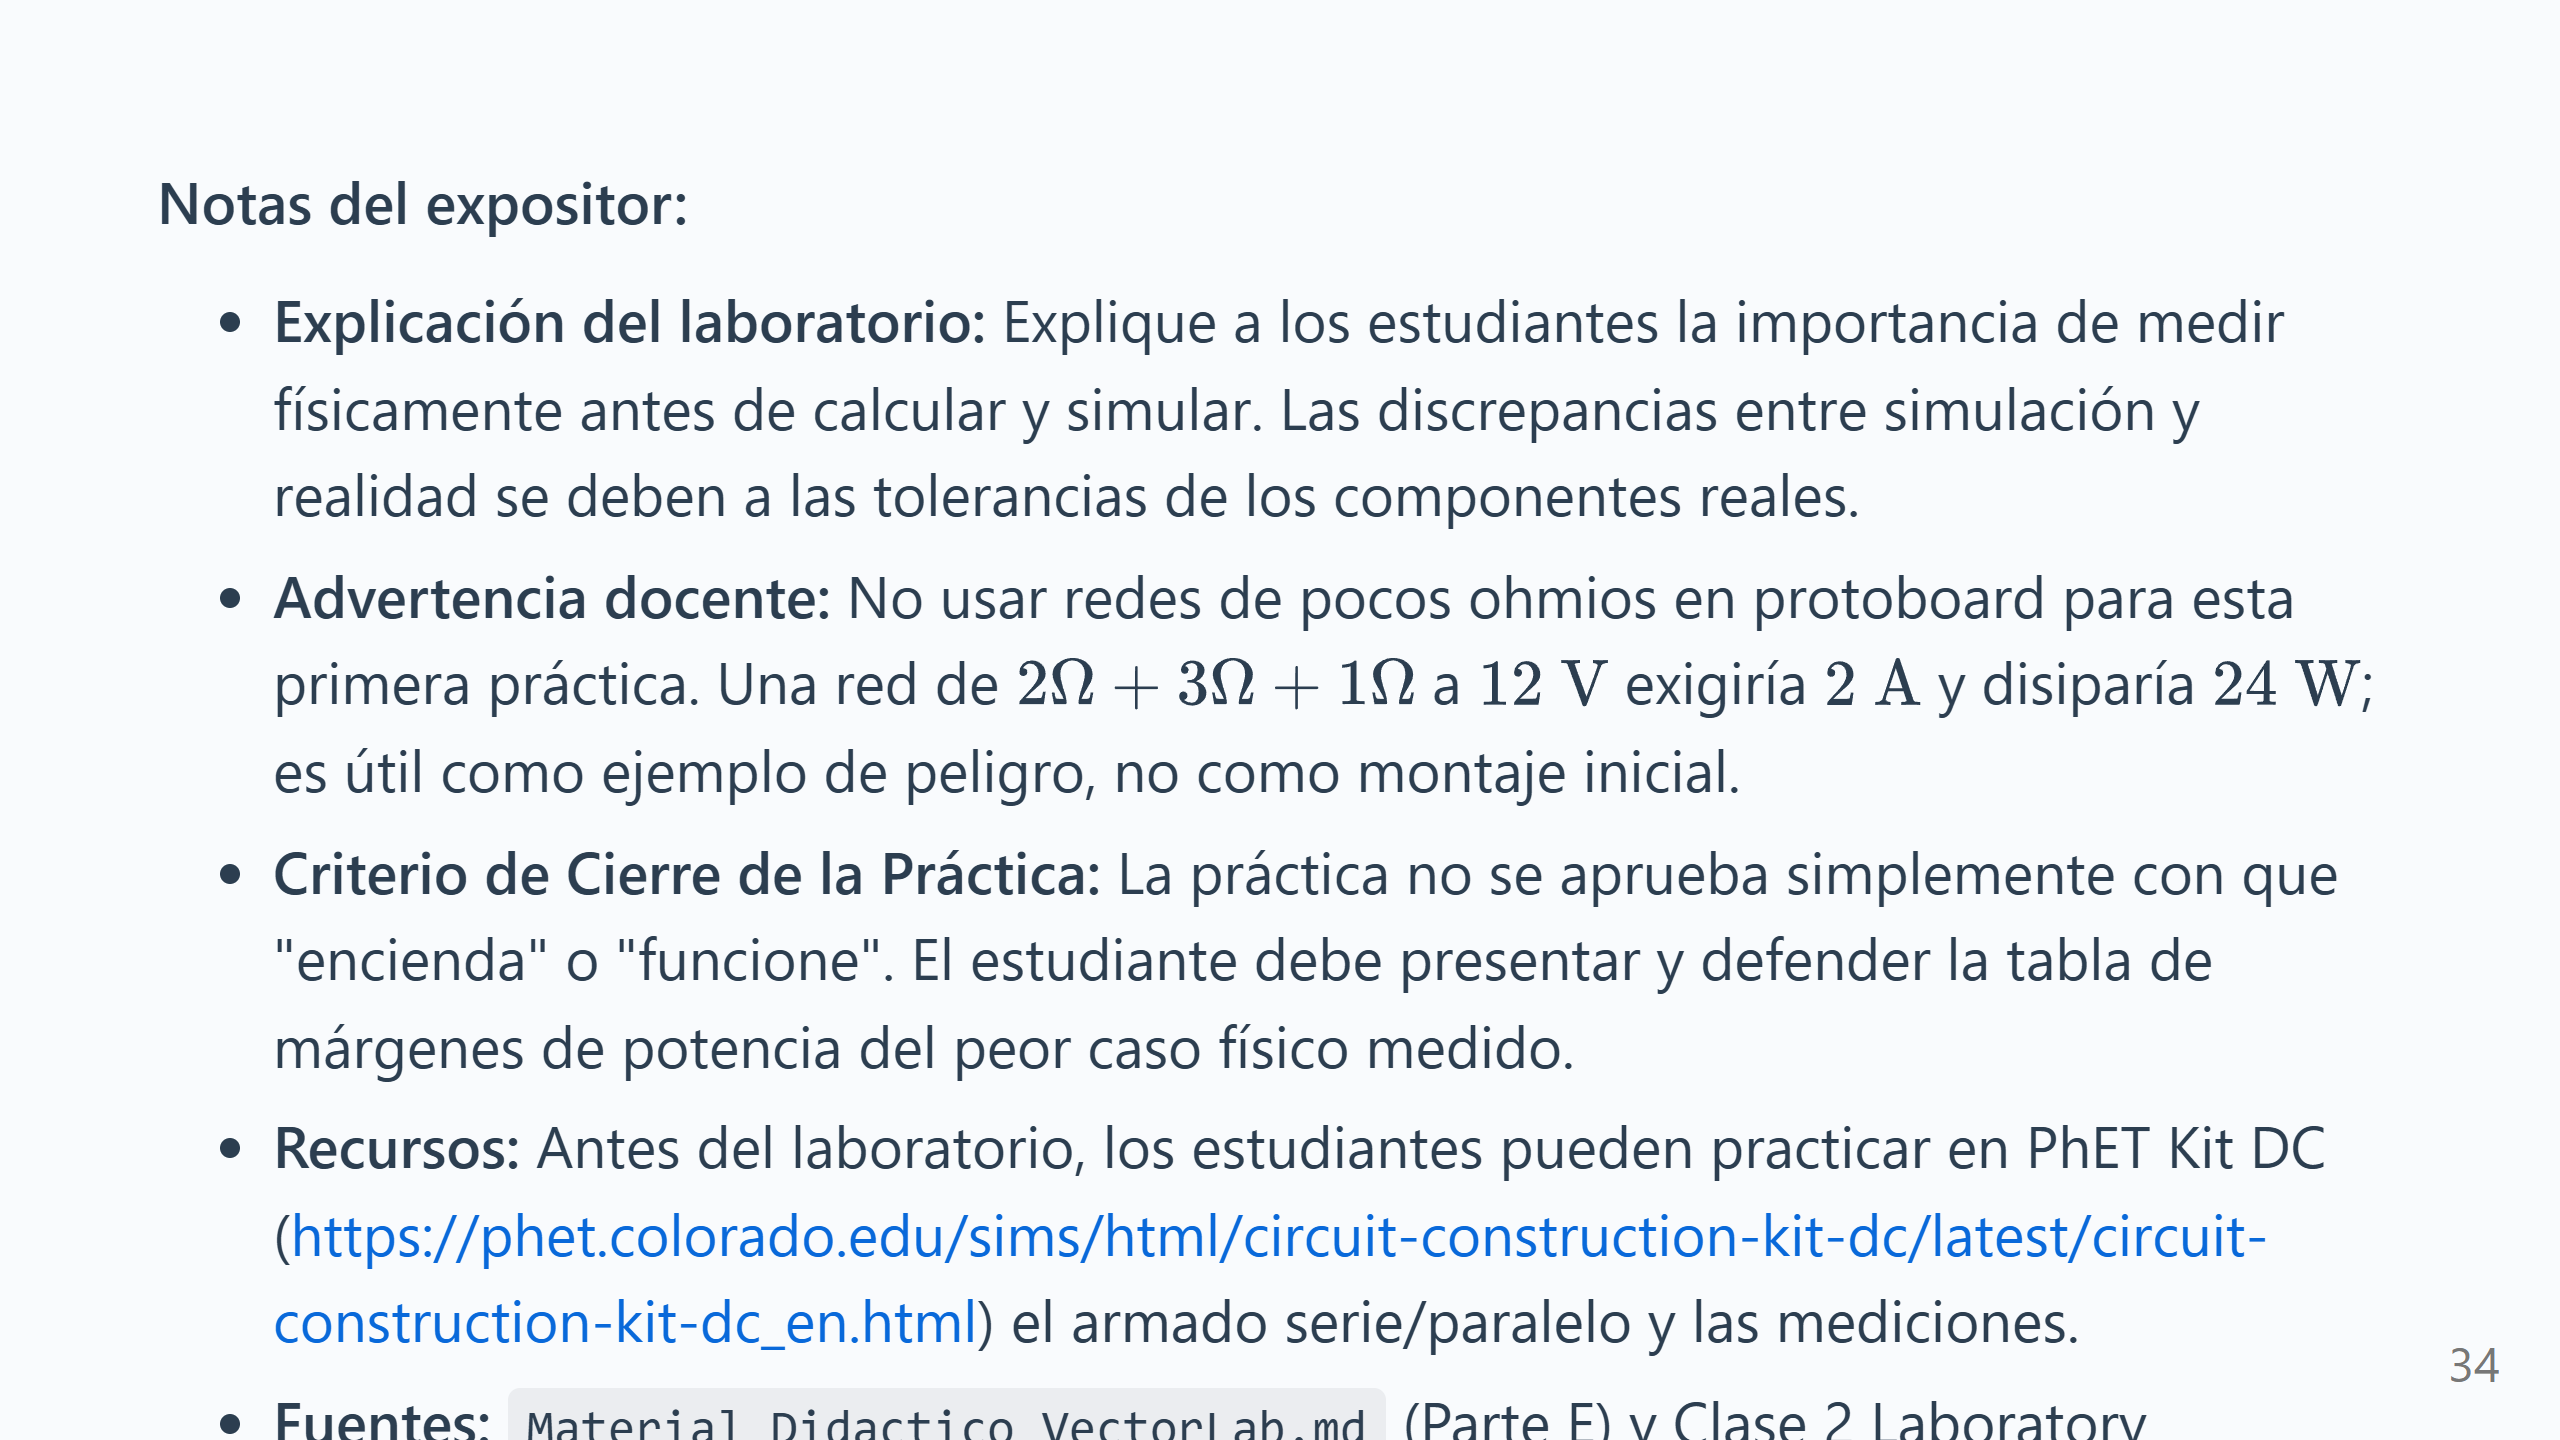 Notas del expositor:
• Explicación del laboratorio: Explique a los estudiantes la importancia de medir
físicamente antes de calcular y simular. Las discrepancias entre simulación y
realidad se deben a las tolerancias de los componentes reales.
• Advertencia docente: No usar redes de pocos ohmios en protoboard para esta
primera práctica. Una red de 2Ω + 3Ω + 1Ω a 12 V exigiría 2 A y disiparía 24 W;
es útil como ejemplo de peligro, no como montaje inicial.
• Criterio de Cierre de la Práctica: La práctica no se aprueba simplemente con que
"encienda" o "funcione". El estudiante debe presentar y defender la tabla de
márgenes de potencia del peor caso físico medido.
• Recursos: Antes del laboratorio, los estudiantes pueden practicar en PhET Kit DC
(https://phet.colorado.edu/sims/html/circuit-construction-kit-dc/latest/circuit-
construction-kit-dc_en.html) el armado serie/paralelo y las mediciones.
34
• Fuentes: Material_Didactico_VectorLab.md (Parte E) y Clase 2 Laboratory